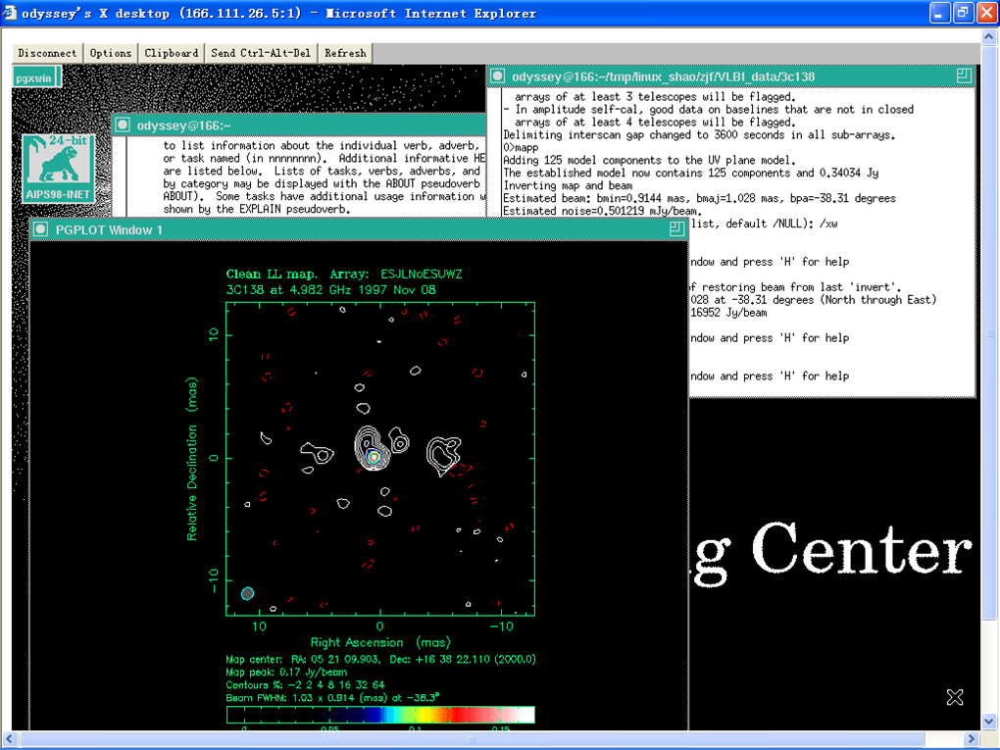 odyssey's X desktop (166.111.26.5:1) - Microsoft Internet Explorer
Disconnect Options Clipboard Send Ctrl-Alt-Del Refresh
pgxwin
24-bit
AIPS98-INET
odyssey@166:~
to list information about the individual verb, adverb,
or task named (in nnnnnnnn). Additional informative HE
are listed below. Lists of tasks, verbs, adverbs, and
by category may be displayed with the ABOUT pseudoverb
ABOUT). Some tasks have additional usage information w
shown by the EXPLAIN pseudoverb.
odyssey@166:~/tmp/linux_shao/zjf/VLBI_data/3c138
arrays of at least 3 telescopes will be flagged.
- In amplitude self-cal, good data on baselines that are not in closed
arrays of at least 4 telescopes will be flagged.
Delimiting interscan gap changed to 3600 seconds in all sub-arrays.
0>mapp
Adding 125 model components to the UV plane model.
The established model now contains 125 components and 0.34034 Jy
Inverting map and beam
Estimated beam: bmin=0.9144 mas, bmaj=1.028 mas, bpa=-38.31 degrees
Estimated noise=0.501219 mJy/beam.
list, default /NULL): /xw
ndow and press 'H' for help
f restoring beam from last 'invert'.
028 at -38.31 degrees (North through East)
16952 Jy/beam
ndow and press 'H' for help
ndow and press 'H' for help
PGPLOT Window 1
Clean LL map. Array: ESJLNoESUWZ
3C138 at 4.982 GHz 1997 Nov 08
Relative Declination (mas)
10
0
-10
10 0 -10
Right Ascension (mas)
Map center: RA: 05 21 09.903, Dec: +16 38 22.110 (2000.0)
Map peak: 0.17 Jy/beam
Contours %: -2 2 4 8 16 32 64
Beam FWHM: 1.03 x 0.914 (mas) at -38.3°
0 0.05 0.1 0.15
g Center